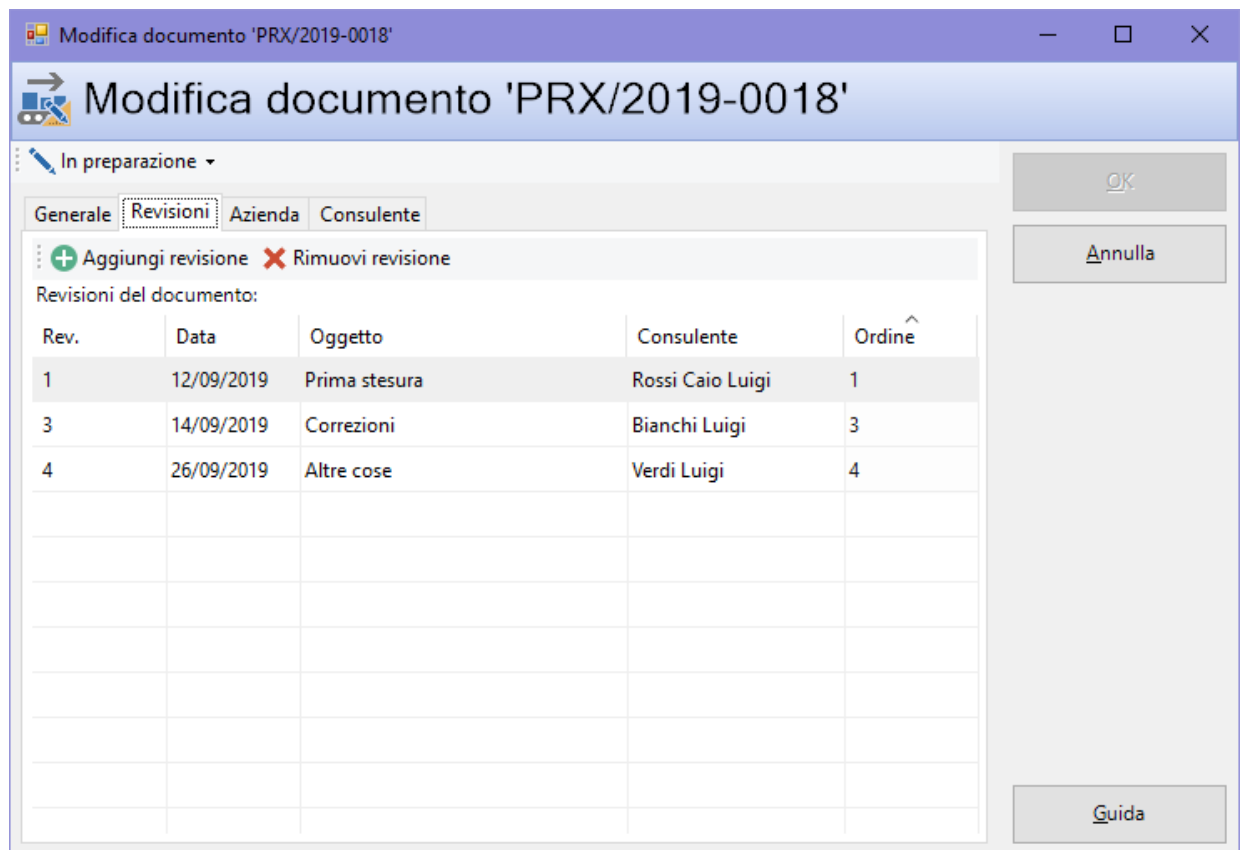 Modifica documento 'PRX/2019-0018'
Modifica documento 'PRX/2019-0018'
In preparazione
OK
Generale Revisioni Azienda Consulente
Annulla
Aggiungi revisione Rimuovi revisione
Revisioni del documento:
Rev. Data Oggetto Consulente Ordine
1 12/09/2019 Prima stesura Rossi Caio Luigi 1
3 14/09/2019 Correzioni Bianchi Luigi 3
4 26/09/2019 Altre cose Verdi Luigi 4
Guida